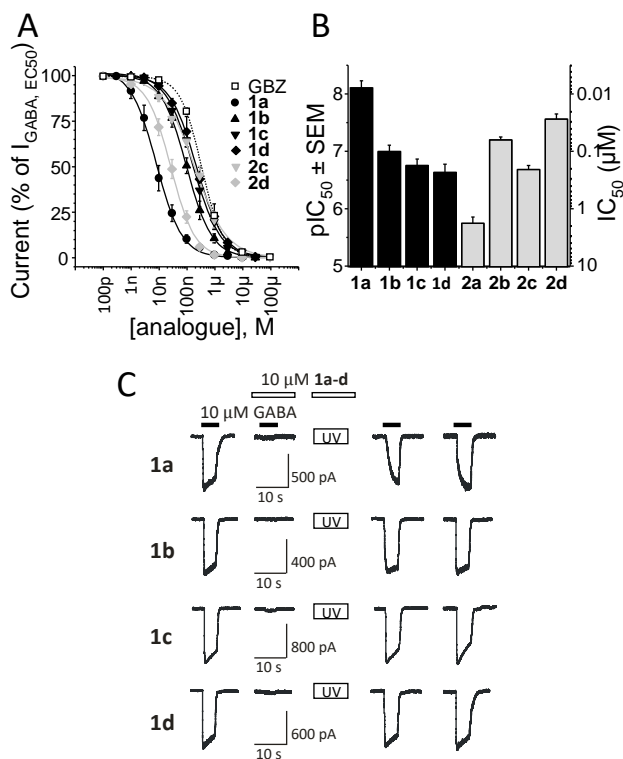 A
Current (% of I_GABA, EC50)
100
75
50
25
0
100p
1n
10n
100n
1µ
10µ
100µ
[analogue], M
GBZ
1a
1b
1c
1d
2c
2d
B
pIC50 ± SEM
8
7
6
5
1a 1b 1c 1d 2a 2b 2c 2d
0.01
0.1
1
10
IC50 (µM)
C
10 µM 1a-d
10 µM GABA
1a
UV
500 pA
10 s
1b
UV
400 pA
10 s
1c
UV
800 pA
10 s
1d
UV
600 pA
10 s